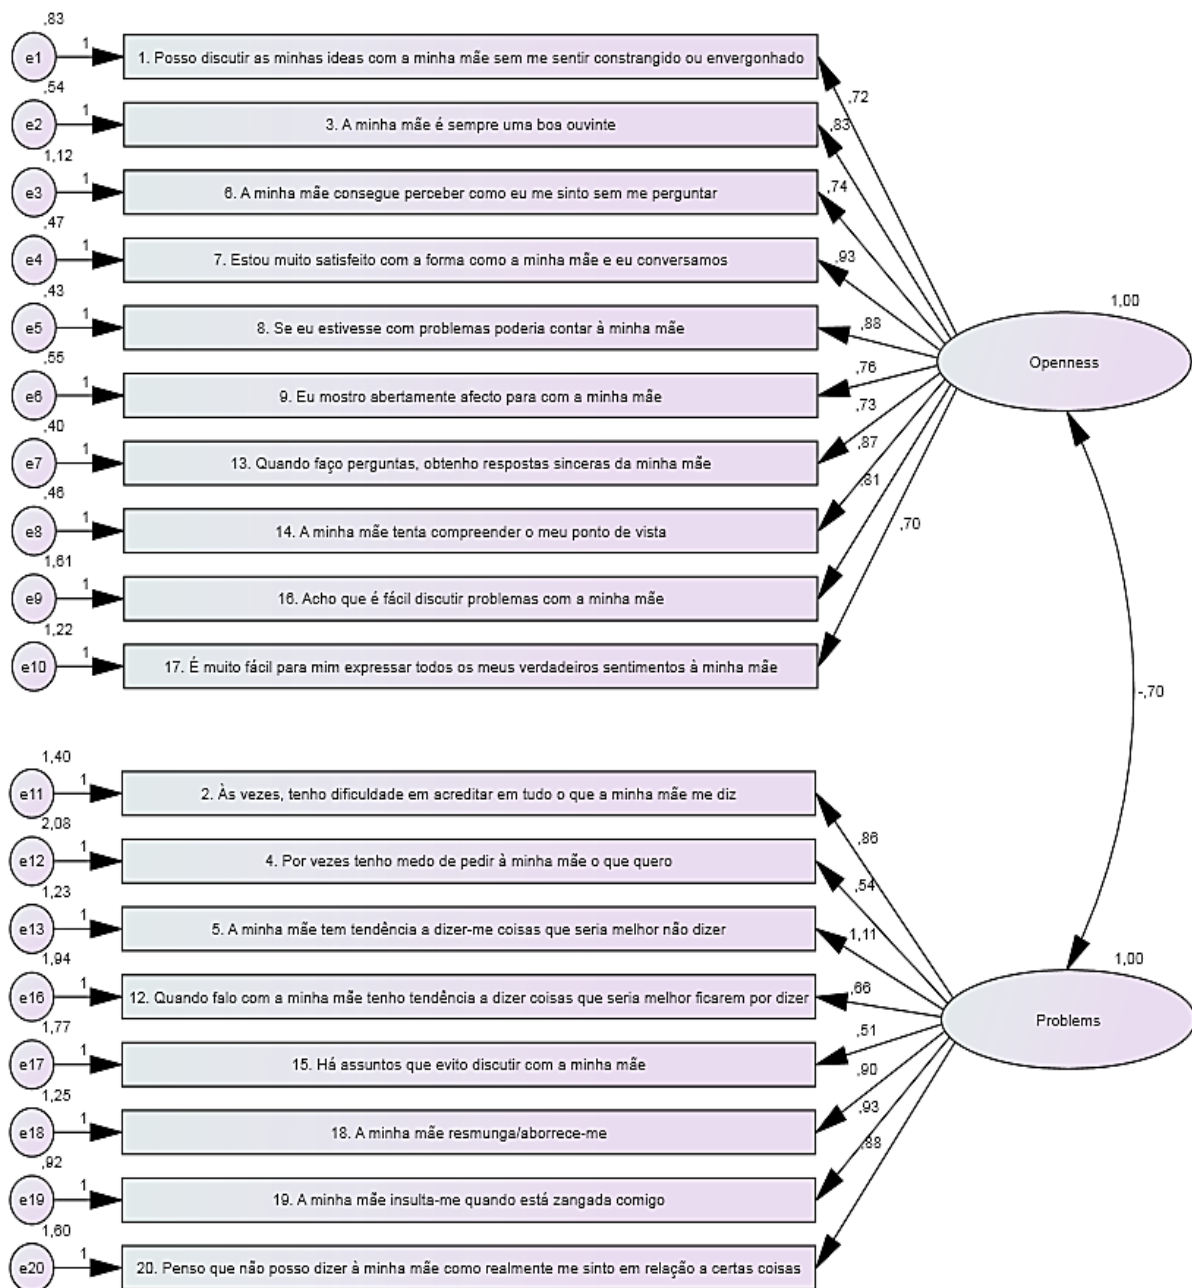 ,83
e1
1
1. Posso discutir as minhas ideas com a minha mãe sem me sentir constrangido ou envergonhado
,72
,54
e2
1
3. A minha mãe é sempre uma boa ouvinte
,83
1,12
e3
1
6. A minha mãe consegue perceber como eu me sinto sem me perguntar
,74
,47
e4
1
7. Estou muito satisfeito com a forma como a minha mãe e eu conversamos
,93
,43
e5
1
8. Se eu estivesse com problemas poderia contar à minha mãe
,88
,55
e6
1
9. Eu mostro abertamente afecto para com a minha mãe
,76
,40
e7
1
13. Quando faço perguntas, obtenho respostas sinceras da minha mãe
,73
,46
e8
1
14. A minha mãe tenta compreender o meu ponto de vista
,87
1,61
e9
1
16. Acho que é fácil discutir problemas com a minha mãe
,81
1,22
e10
1
17. É muito fácil para mim expressar todos os meus verdadeiros sentimentos à minha mãe
,70
1,00
Openness
-,70
1,40
e11
1
2. Às vezes, tenho dificuldade em acreditar em tudo o que a minha mãe me diz
,86
2,08
e12
1
4. Por vezes tenho medo de pedir à minha mãe o que quero
,54
1,23
e13
1
5. A minha mãe tem tendência a dizer-me coisas que seria melhor não dizer
1,11
1,94
e16
1
12. Quando falo com a minha mãe tenho tendência a dizer coisas que seria melhor ficarem por dizer
,66
1,77
e17
1
15. Há assuntos que evito discutir com a minha mãe
,51
1,25
e18
1
18. A minha mãe resmunga/aborrece-me
,90
,92
e19
1
19. A minha mãe insulta-me quando está zangada comigo
,93
1,60
e20
1
20. Penso que não posso dizer à minha mãe como realmente me sinto em relação a certas coisas
,88
1,00
Problems